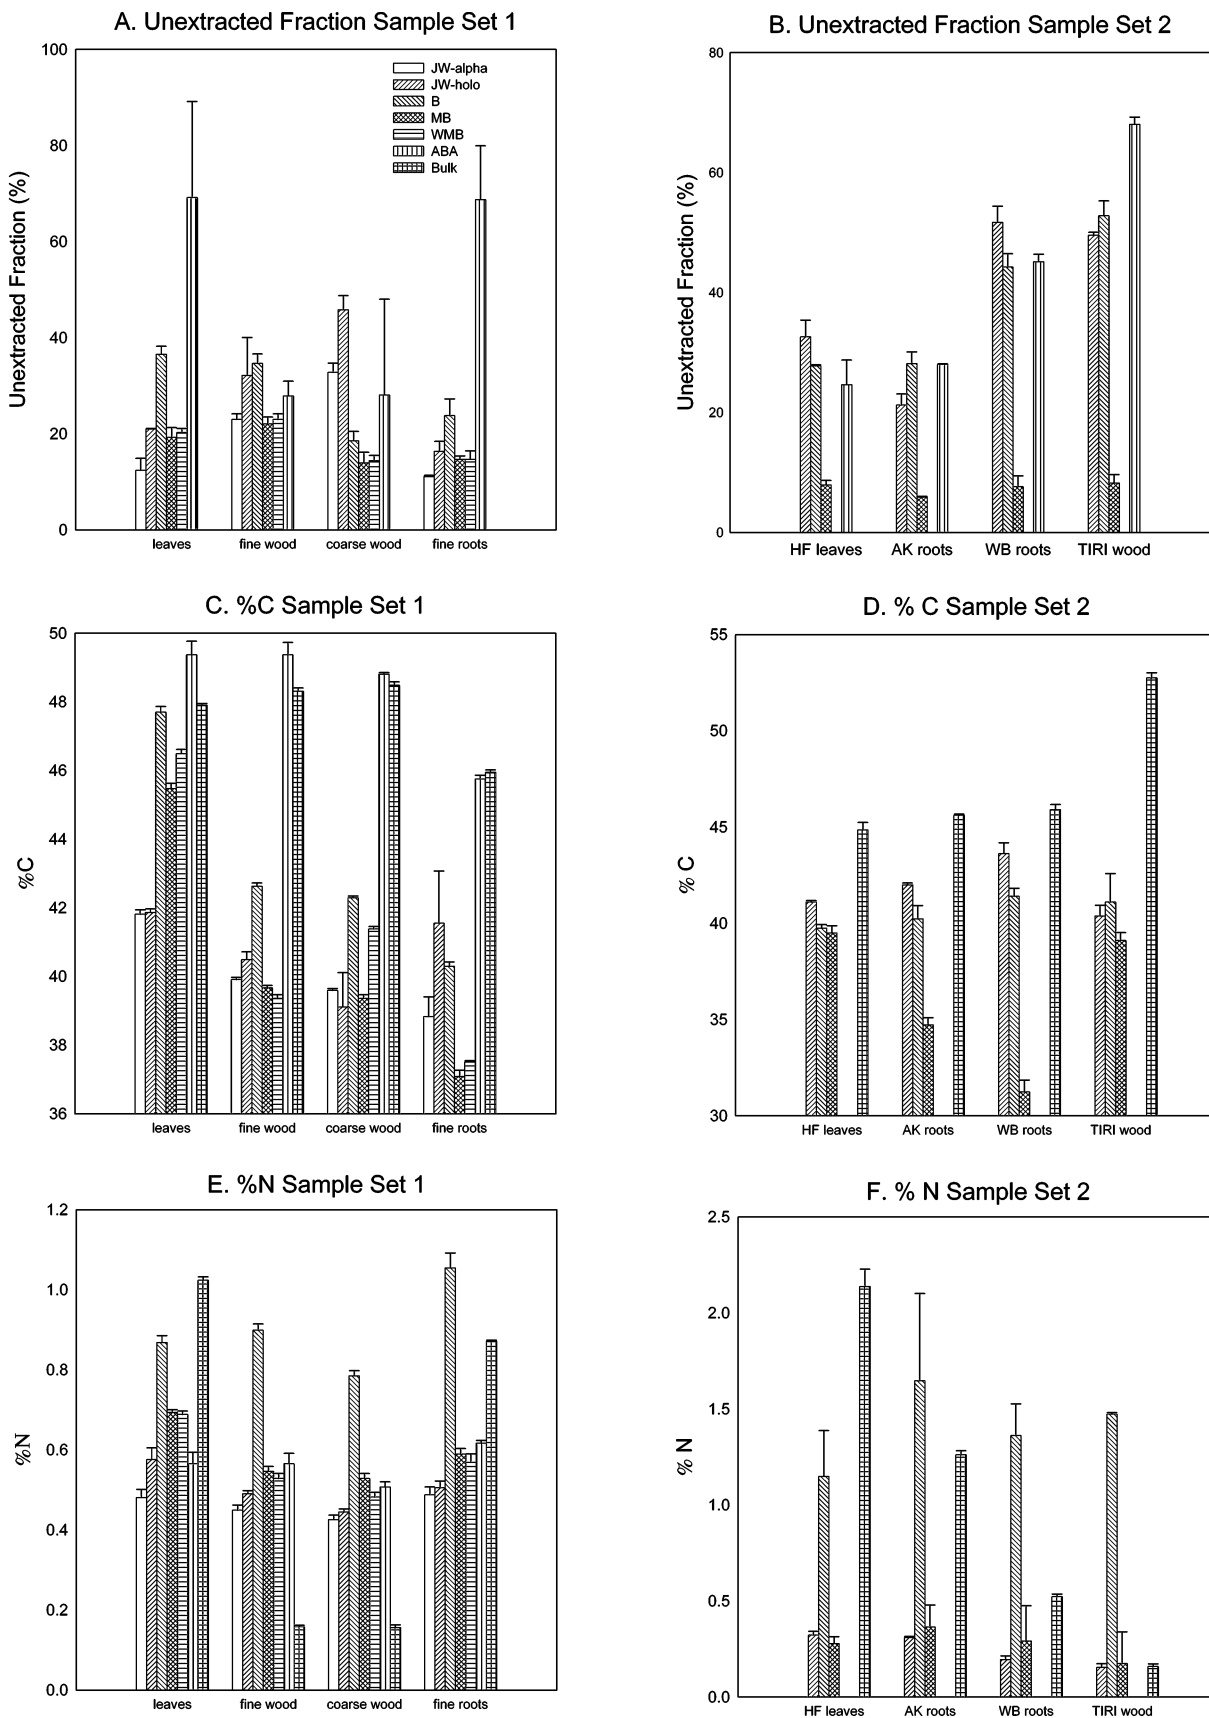 A. Unextracted Fraction Sample Set 1
Unextracted Fraction (%)
100
80
60
40
20
0
JW-alpha
JW-holo
B
MB
WMB
ABA
Bulk
leaves fine wood coarse wood fine roots
B. Unextracted Fraction Sample Set 2
Unextracted Fraction (%)
80
60
40
20
0
HF leaves AK roots WB roots TIRI wood
C. %C Sample Set 1
%C
50
48
46
44
42
40
38
36
leaves fine wood coarse wood fine roots
D. % C Sample Set 2
% C
55
50
45
40
35
30
HF leaves AK roots WB roots TIRI wood
E. %N Sample Set 1
%N
1.2
1.0
0.8
0.6
0.4
0.2
0.0
leaves fine wood coarse wood fine roots
F. % N Sample Set 2
% N
2.5
2.0
1.5
1.0
0.5
0.0
HF leaves AK roots WB roots TIRI wood